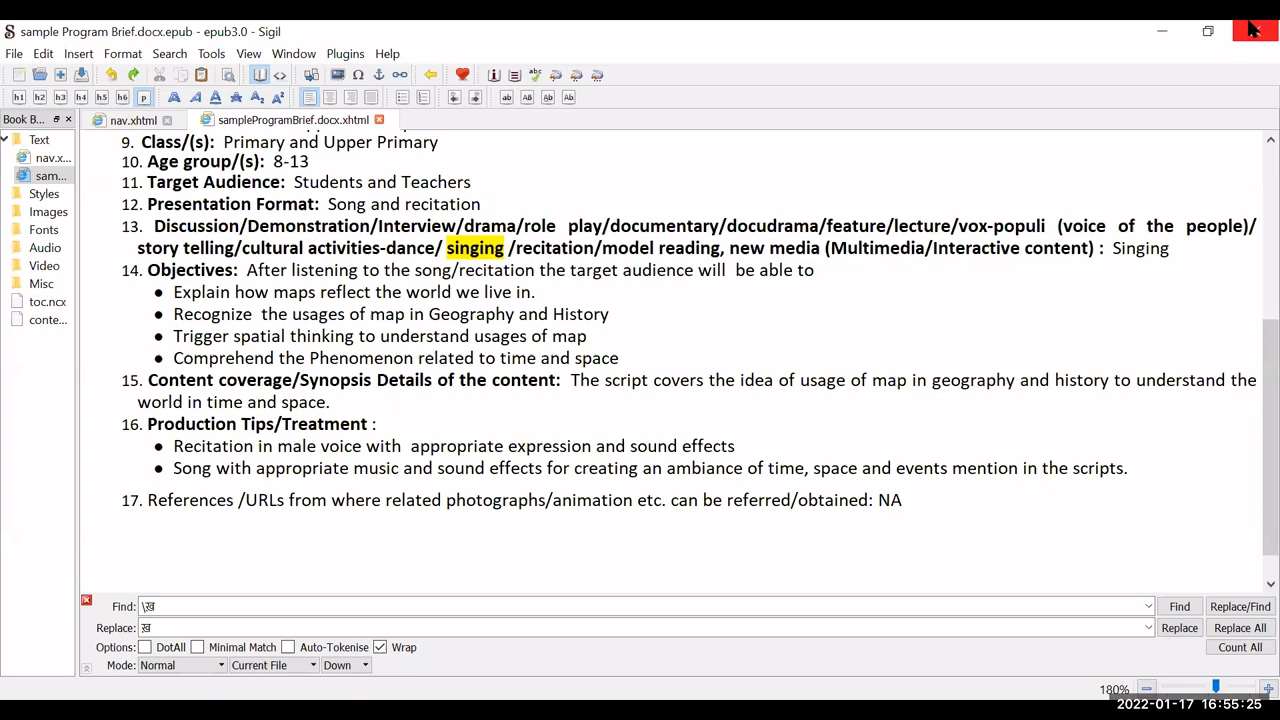 sample Program Brief.docx.epub - epub3.0 - Sigil
File Edit Insert Format Search Tools View Window Plugins Help
h1 h2 h3 h4 h5 h6 p
Book B... nav.xhtml sampleProgramBrief.docx.xhtml
Text
nav.x...
sam...
Styles
Images
Fonts
Audio
Video
Misc
toc.ncx
conte...
9. Class/(s): Primary and Upper Primary
10. Age group/(s): 8-13
11. Target Audience: Students and Teachers
12. Presentation Format: Song and recitation
13. Discussion/Demonstration/Interview/drama/role play/documentary/docudrama/feature/lecture/vox-populi (voice of the people)/
story telling/cultural activities-dance/ singing /recitation/model reading, new media (Multimedia/Interactive content) : Singing
14. Objectives: After listening to the song/recitation the target audience will be able to
● Explain how maps reflect the world we live in.
● Recognize the usages of map in Geography and History
● Trigger spatial thinking to understand usages of map
● Comprehend the Phenomenon related to time and space
15. Content coverage/Synopsis Details of the content: The script covers the idea of usage of map in geography and history to understand the
world in time and space.
16. Production Tips/Treatment :
● Recitation in male voice with appropriate expression and sound effects
● Song with appropriate music and sound effects for creating an ambiance of time, space and events mention in the scripts.
17. References /URLs from where related photographs/animation etc. can be referred/obtained: NA
Find: Find Replace/Find
Replace: Replace Replace All
Options: DotAll Minimal Match Auto-Tokenise Wrap Count All
Mode: Normal Current File Down
180%
2022-01-17 16:55:25